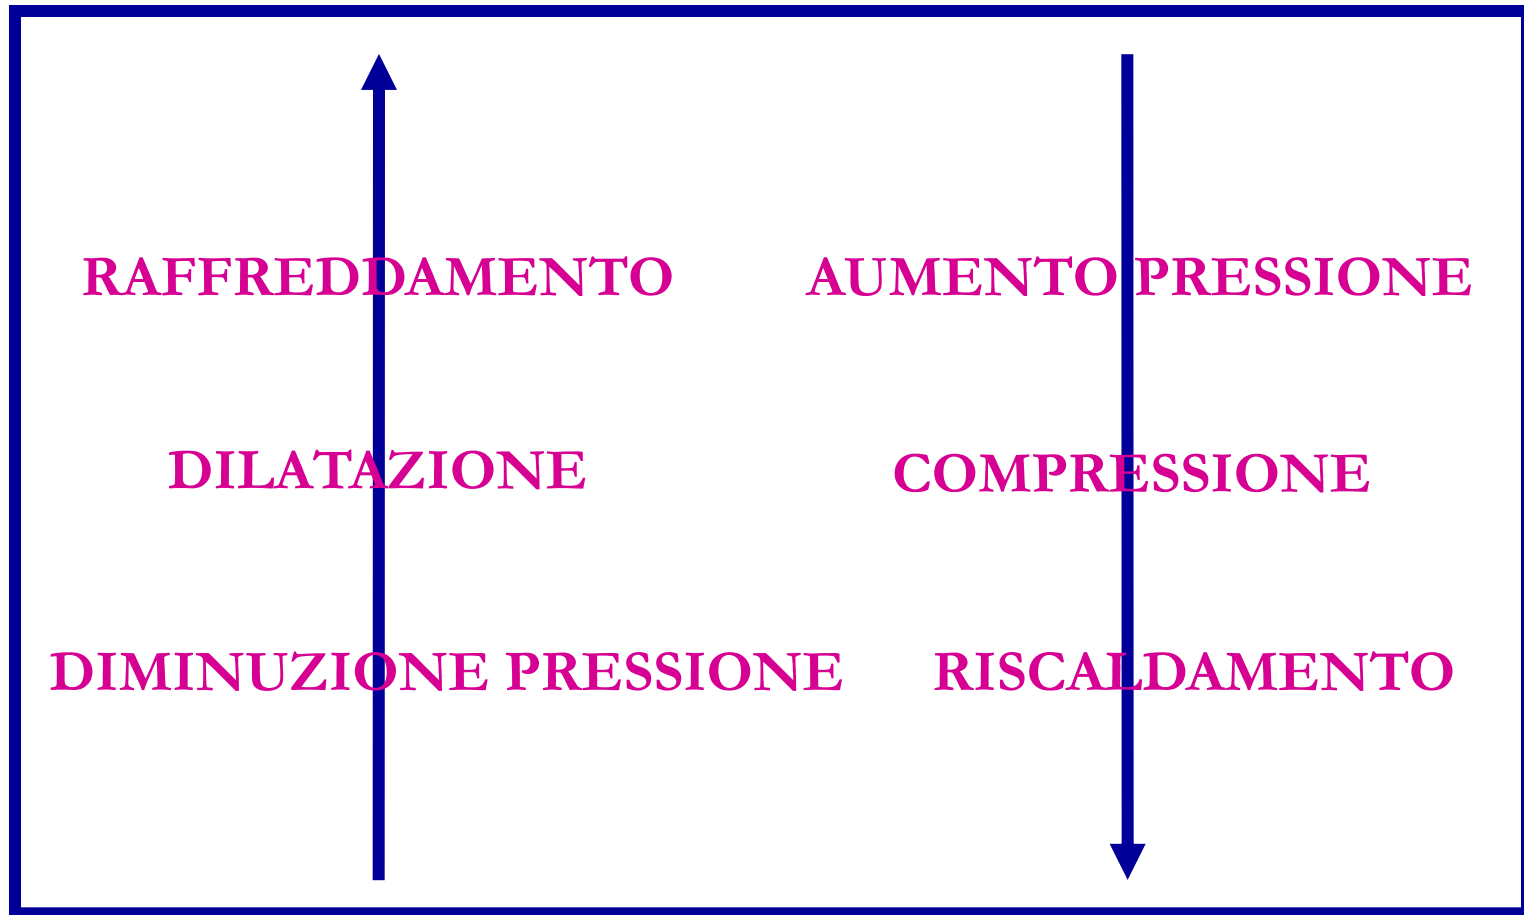 RAFFREDDAMENTO
DILATAZIONE
DIMINUZIONE PRESSIONE
AUMENTO PRESSIONE
COMPRESSIONE
RISCALDAMENTO